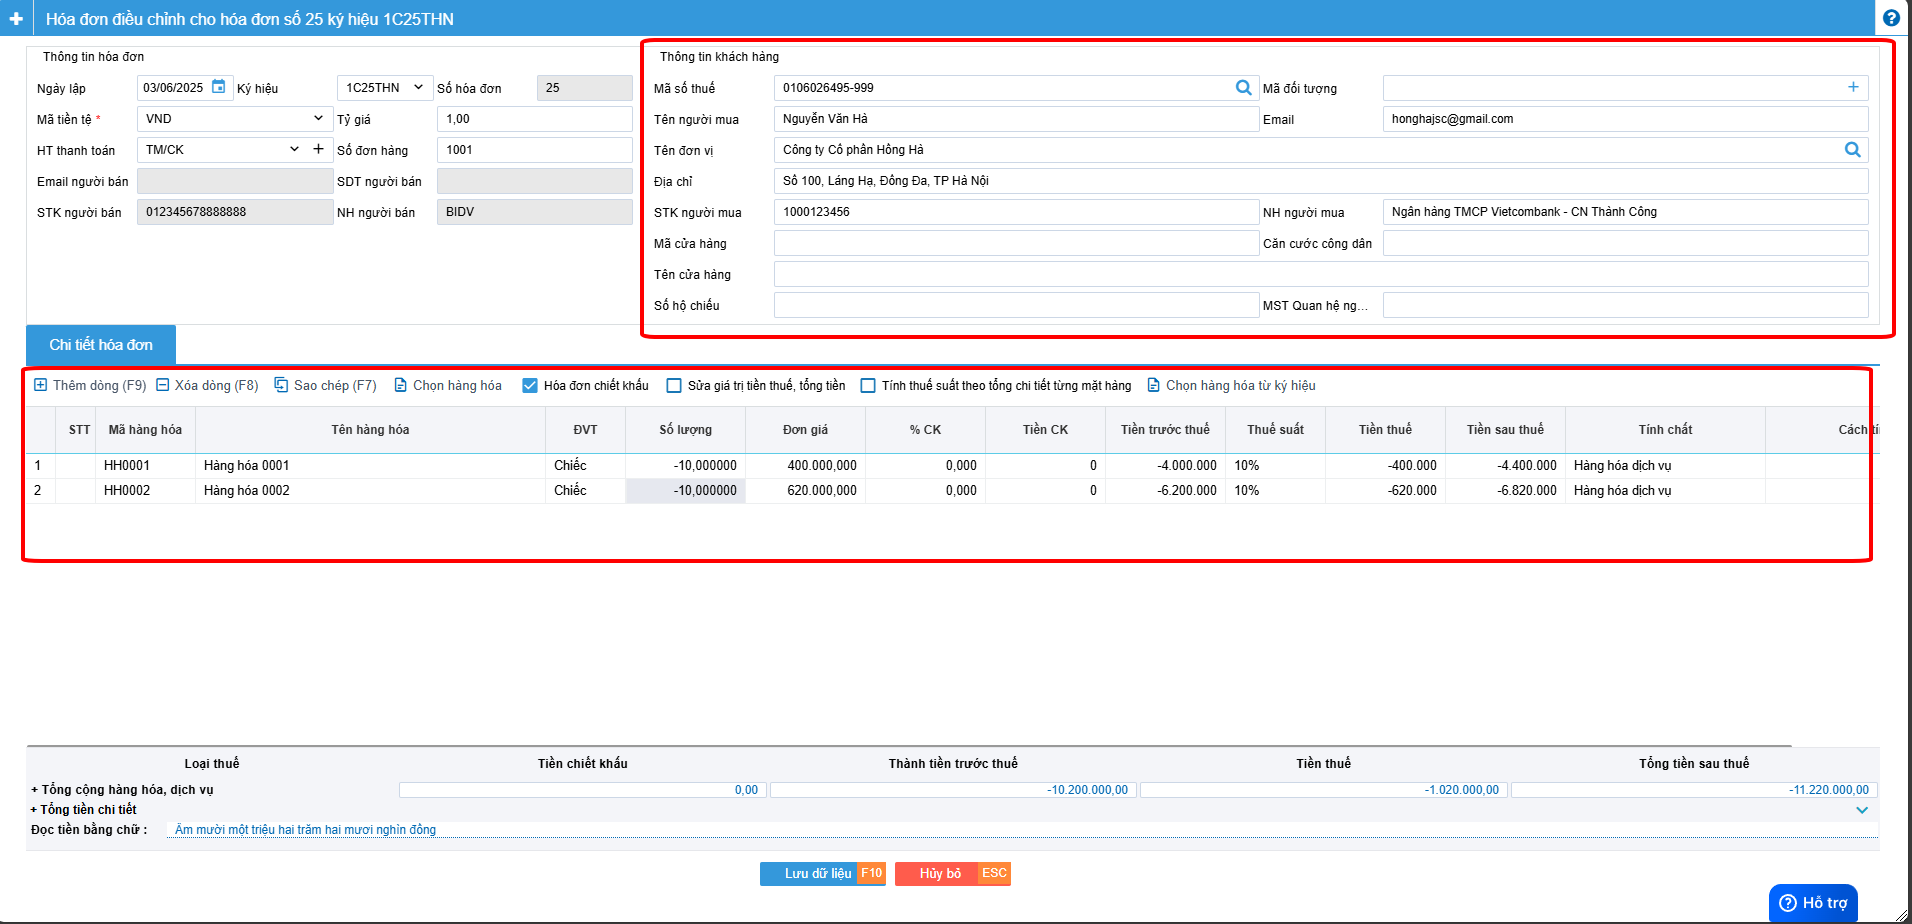 Hóa đơn điều chỉnh cho hóa đơn số 25 ký hiệu 1C25THN
Thông tin hóa đơn
Ngày lập 03/06/2025 Ký hiệu 1C25THN Số hóa đơn 25
Mã tiền tệ * VND Tỷ giá 1,00
HT thanh toán TM/CK Số đơn hàng 1001
Email người bán SDT người bán
STK người bán 012345678888888 NH người bán BIDV
Thông tin khách hàng
Mã số thuế 0106026495-999 Mã đối tượng
Tên người mua Nguyễn Văn Hà Email honghajsc@gmail.com
Tên đơn vị Công ty Cổ phần Hồng Hà
Địa chỉ Số 100, Láng Hạ, Đống Đa, TP Hà Nội
STK người mua 1000123456 NH người mua Ngân hàng TMCP Vietcombank - CN Thành Công
Mã cửa hàng Căn cước công dân
Tên cửa hàng
Số hộ chiếu MST Quan hệ ng...
Chi tiết hóa đơn
Thêm dòng (F9) Xóa dòng (F8) Sao chép (F7) Chọn hàng hóa Hóa đơn chiết khấu Sửa giá trị tiền thuế, tổng tiền Tính thuế suất theo tổng chi tiết từng mặt hàng Chọn hàng hóa từ ký hiệu
STT Mã hàng hóa Tên hàng hóa ĐVT Số lượng Đơn giá % CK Tiền CK Tiền trước thuế Thuế suất Tiền thuế Tiền sau thuế Tính chất Cách tí
1 HH0001 Hàng hóa 0001 Chiếc -10,000000 400.000,000 0,000 0 -4.000.000 10% -400.000 -4.400.000 Hàng hóa dịch vụ
2 HH0002 Hàng hóa 0002 Chiếc -10,000000 620.000,000 0,000 0 -6.200.000 10% -620.000 -6.820.000 Hàng hóa dịch vụ
Loại thuế Tiền chiết khấu Thành tiền trước thuế Tiền thuế Tổng tiền sau thuế
+ Tổng cộng hàng hóa, dịch vụ 0,00 -10.200.000,00 -1.020.000,00 -11.220.000,00
+ Tổng tiền chi tiết
Đọc tiền bằng chữ : Âm mười một triệu hai trăm hai mươi nghìn đồng
Lưu dữ liệu F10 Hủy bỏ ESC
Hỗ trợ